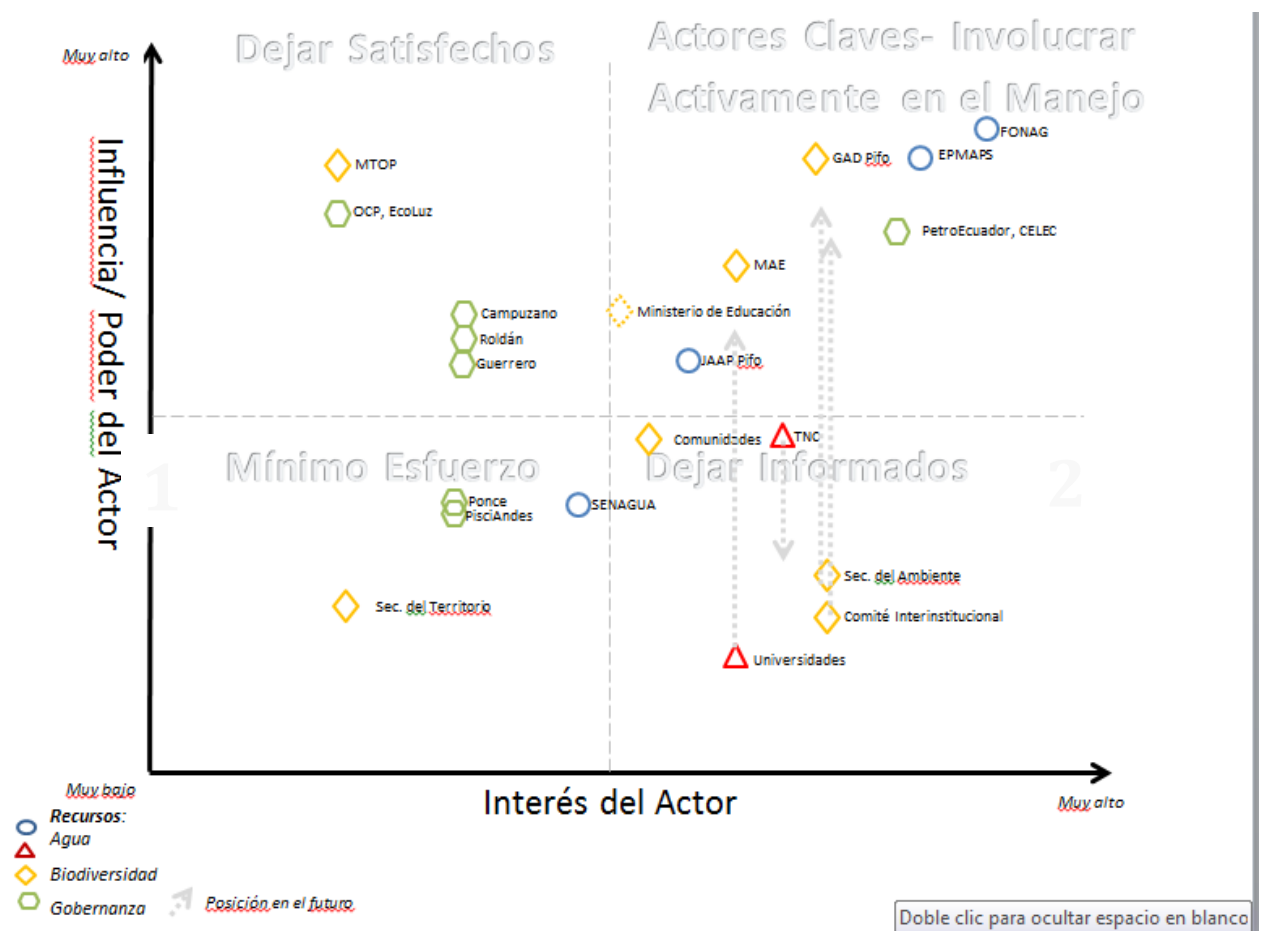 Dejar Satisfechos
Actores Claves- Involucrar
Activamente en el Manejo
Muy alto
Influencia/ Poder del Actor
FONAG
EPMAPS
GAD Pifo
MTOP
OCP, EcoLuz
PetroEcuador, CELEC
MAE
Ministerio de Educación
Campuzano
Roldán
Guerrero
JAAP Pifo
Comunidades
TNC
Mínimo Esfuerzo
Dejar Informados
1
2
Ponce
PisciAndes
SENAGUA
Sec. del Ambiente
Sec. del Territorio
Comité Interinstitucional
Universidades
Muy bajo
Interés del Actor
Muy alto
Recursos:
Agua
Biodiversidad
Gobernanza
Posición en el futuro
Doble clic para ocultar espacio en blanco